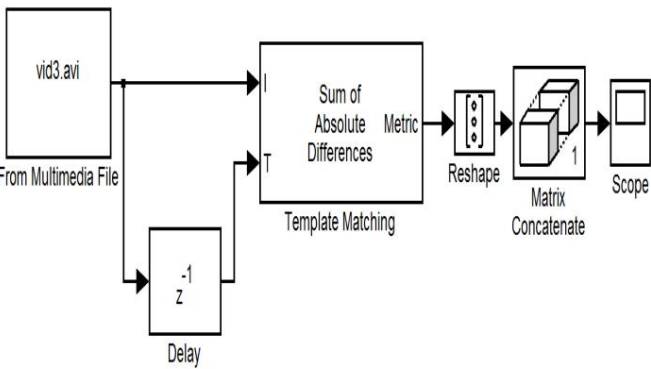 vid3.avi
From Multimedia File
I
T
Sum of
Absolute
Differences
Metric
Template Matching
Reshape
1
Matrix
Concatenate
Scope
z
-1
Delay